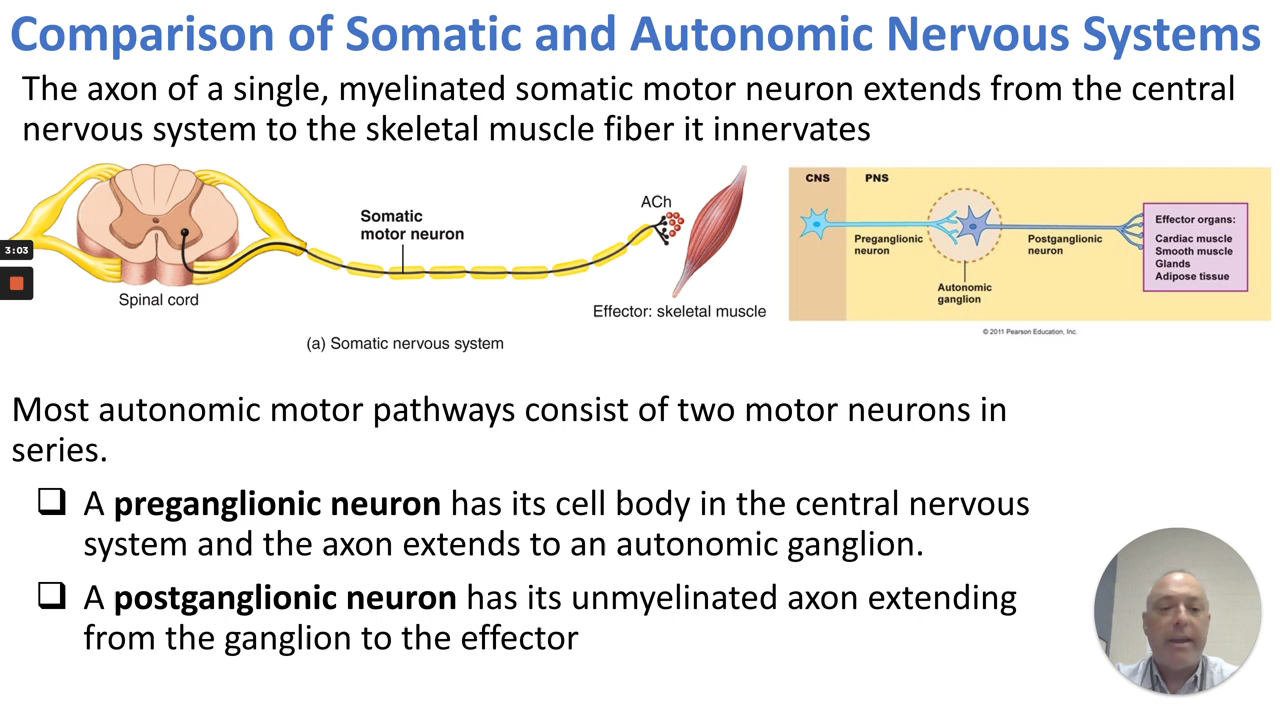 Comparison of Somatic and Autonomic Nervous Systems
The axon of a single, myelinated somatic motor neuron extends from the central
nervous system to the skeletal muscle fiber it innervates
3:03
Somatic
motor neuron
ACh
Spinal cord
Effector: skeletal muscle
(a) Somatic nervous system
CNS
PNS
Preganglionic
neuron
Autonomic
ganglion
Postganglionic
neuron
Effector organs:
Cardiac muscle
Smooth muscle
Glands
Adipose tissue
© 2011 Pearson Education, Inc.
Most autonomic motor pathways consist of two motor neurons in
series.
A preganglionic neuron has its cell body in the central nervous
system and the axon extends to an autonomic ganglion.
A postganglionic neuron has its unmyelinated axon extending
from the ganglion to the effector